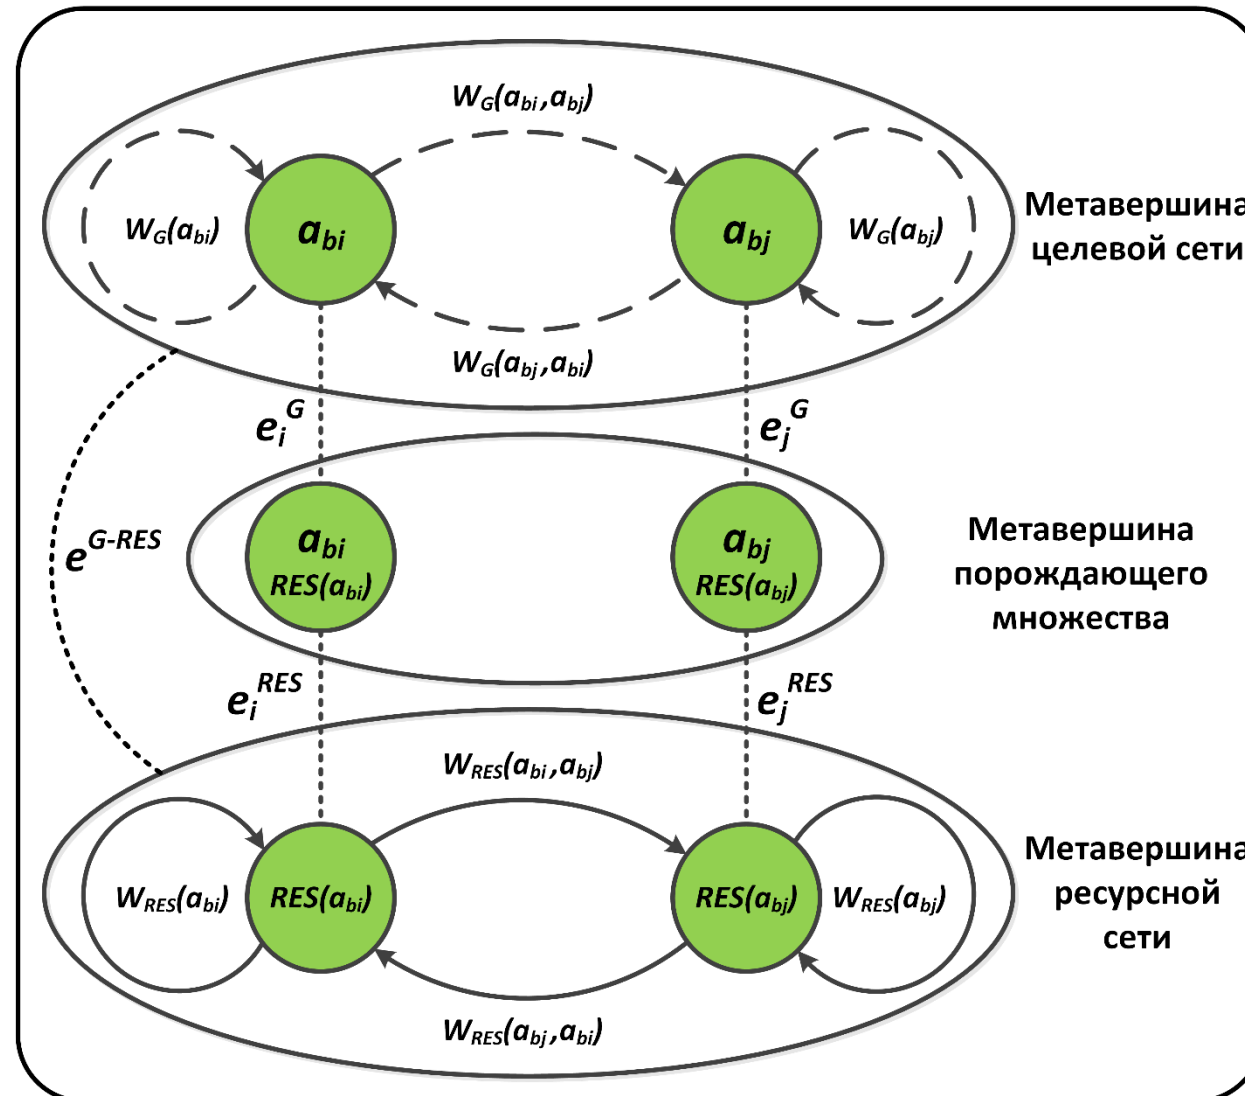 W_G(a_bi,a_bj)
Метавершина
целевой сети
W_G(a_bi)
a_bi
a_bj
W_G(a_bj)
W_G(a_bj,a_bi)
e_i^G
e_j^G
e^G-RES
a_bi
RES(a_bi)
a_bj
RES(a_bj)
Метавершина
порождающего
множества
e_i^RES
e_j^RES
W_RES(a_bi,a_bj)
W_RES(a_bi)
RES(a_bi)
RES(a_bj)
W_RES(a_bj)
Метавершина
ресурсной
сети
W_RES(a_bj,a_bi)